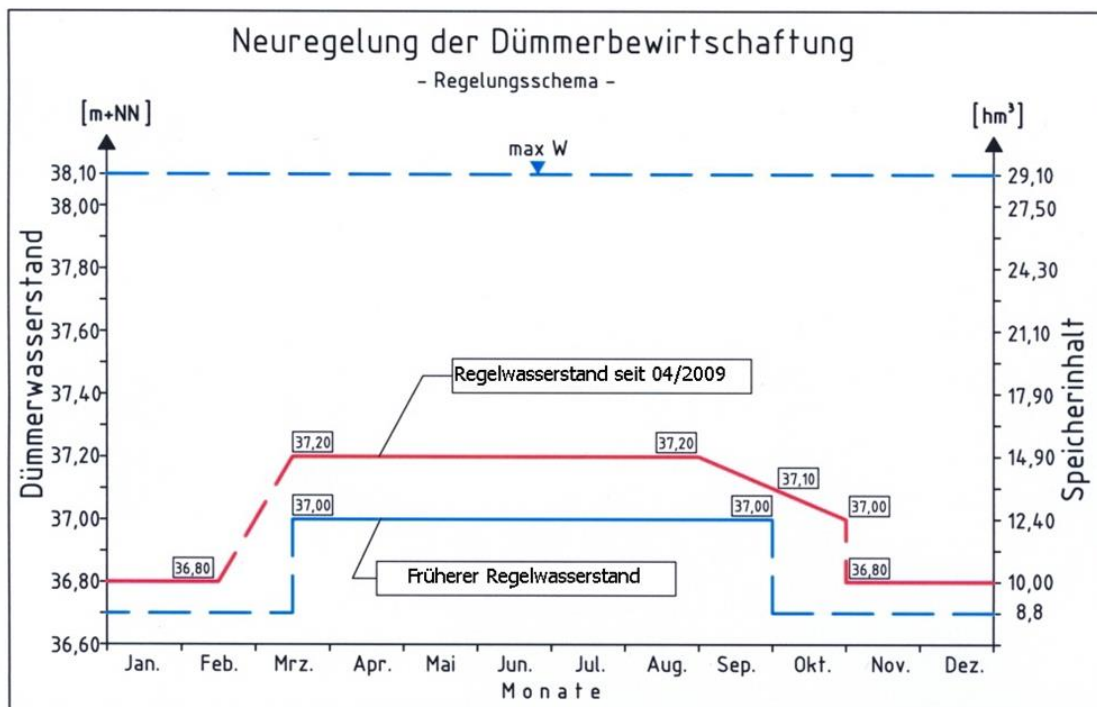 Neuregelung der Dümmerbewirtschaftung
- Regelungsschema -
[m+NN]
[hm³]
max W
38,10
29,10
38,00
27,50
37,80
24,30
37,60
21,10
Regelwasserstand seit 04/2009
37,40
17,90
37,20
37,20
37,20
14,90
37,10
37,00
37,00
37,00
37,00
12,40
Früherer Regelwasserstand
36,80
36,80
36,80
10,00
8,8
36,60
Dümmerwasserstand
Speicherinhalt
Jan. Feb. Mrz. Apr. Mai Jun. Jul. Aug. Sep. Okt. Nov. Dez.
Monate